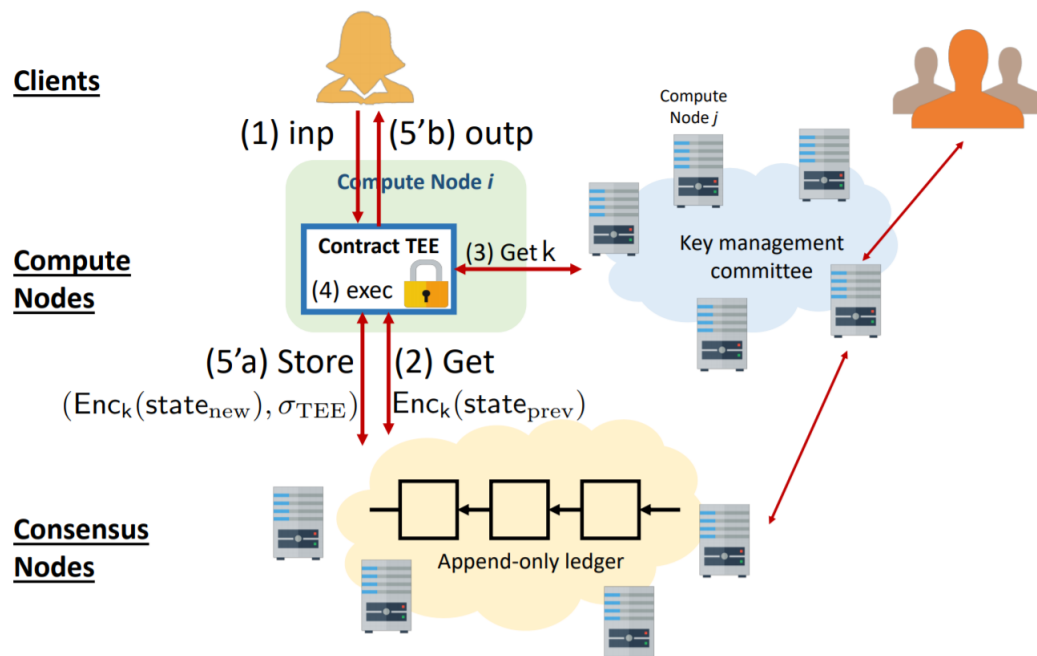 Clients
(1) inp
(5'b) outp
Compute
Node j
Compute Node i
Compute
Nodes
Contract TEE
(4) exec
(3) Get k
Key management
committee
(5'a) Store
(Enc_k(state_new), σ_TEE)
(2) Get
Enc_k(state_prev)
Consensus
Nodes
Append-only ledger